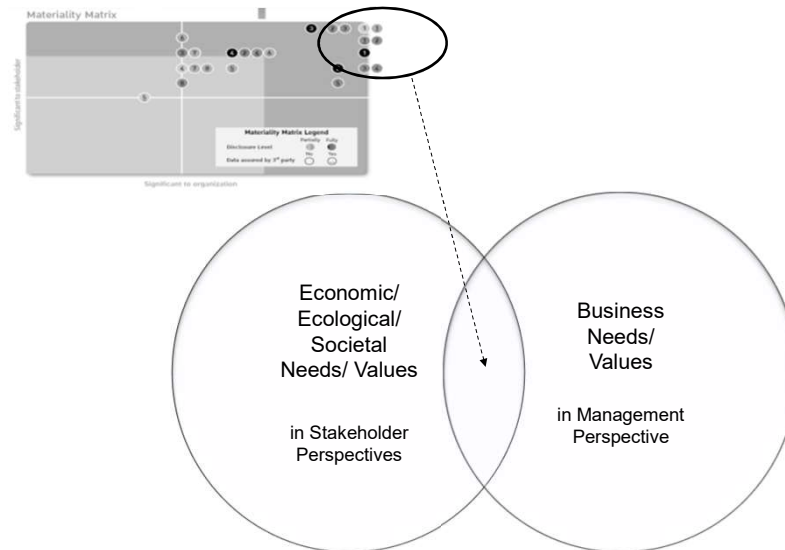 Materiality Matrix
Significant to stakeholder
Materiality Matrix Legend
Partially Fully
Disclosure Level
No Yes
Data assured by 3rd party
Significant to organization
Economic/
Ecological/
Societal
Needs/ Values
in Stakeholder
Perspectives
Business
Needs/
Values
in Management
Perspective